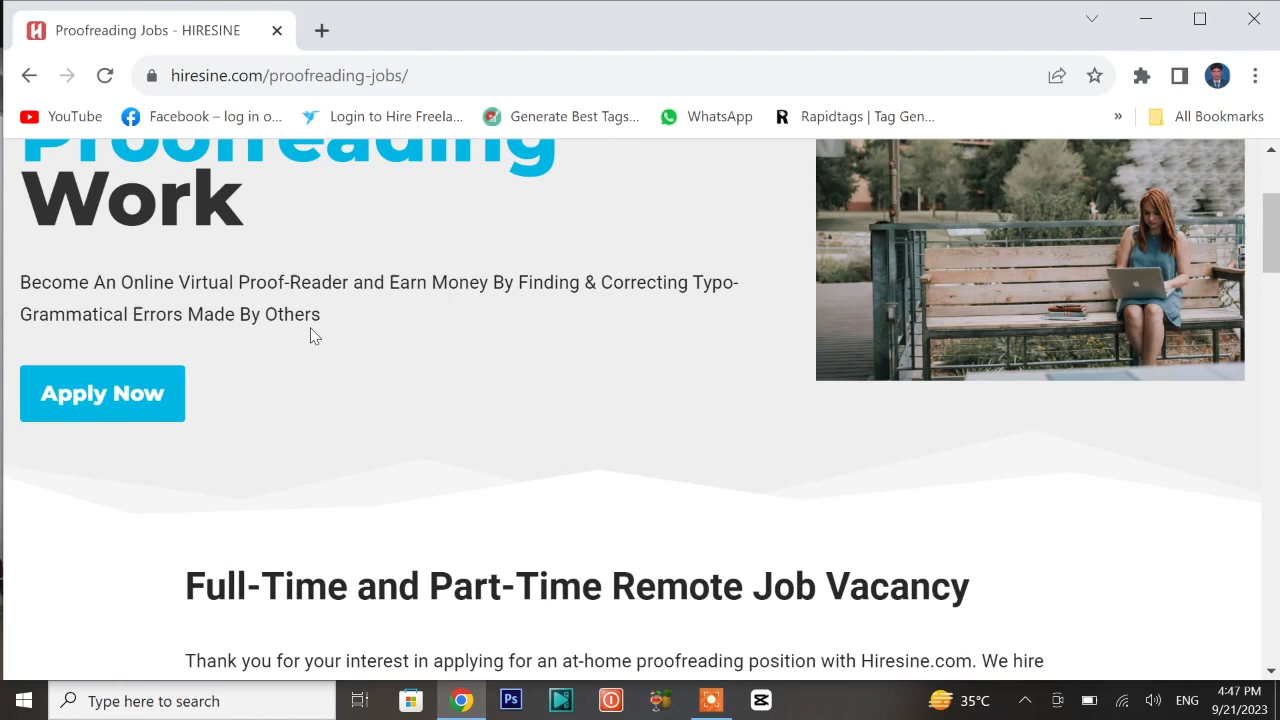 Proofreading Jobs - HIRESINE
hiresine.com/proofreading-jobs/
YouTube Facebook – log in o... Login to Hire Freela... Generate Best Tags... WhatsApp Rapidtags | Tag Gen... » All Bookmarks
Proofreading
Work
Become An Online Virtual Proof-Reader and Earn Money By Finding & Correcting Typo-
Grammatical Errors Made By Others
Apply Now
Full-Time and Part-Time Remote Job Vacancy
Thank you for your interest in applying for an at-home proofreading position with Hiresine.com. We hire
Type here to search
Ps
35°C
ENG
4:47 PM
9/21/2023